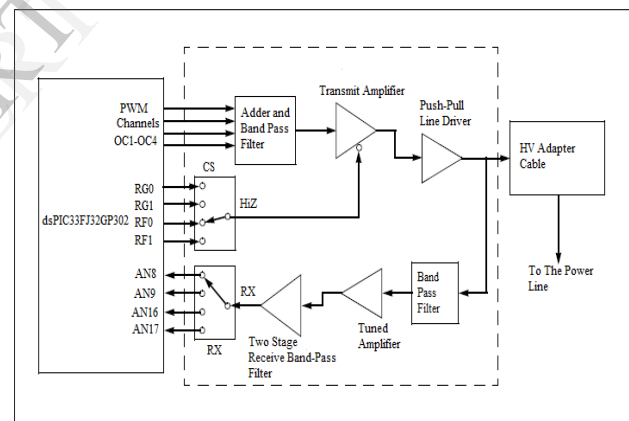 PWM
Channels
OC1-OC4
Adder and
Band Pass
Filter
Transmit Amplifier
Push-Pull
Line Driver
HV Adapter
Cable
CS
RG0
RG1
HiZ
dsPIC33FJ32GP302
RF0
RF1
AN8
AN9
AN16
AN17
RX
RX
Two Stage
Receive Band-Pass
Filter
Tuned
Amplifier
Band
Pass
Filter
To The Power
Line